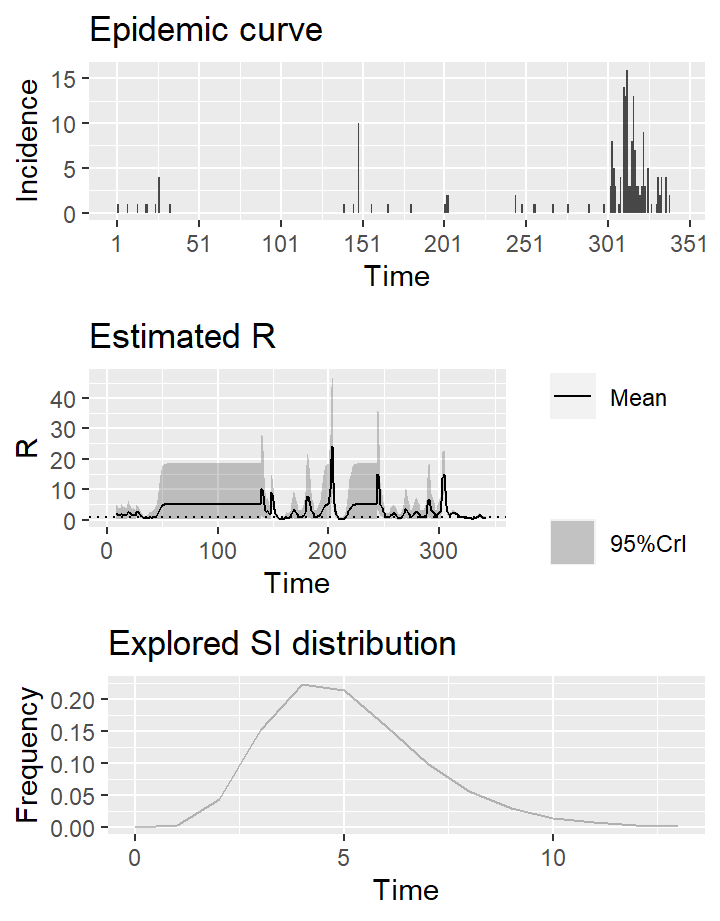 Epidemic curve
Incidence
15
10
5
0
1 51 101 151 201 251 301 351
Time
Estimated R
R
40
30
20
10
0
0 100 200 300
Time
Mean
95%CrI
Explored SI distribution
Frequency
0.20
0.15
0.10
0.05
0.00
0 5 10
Time